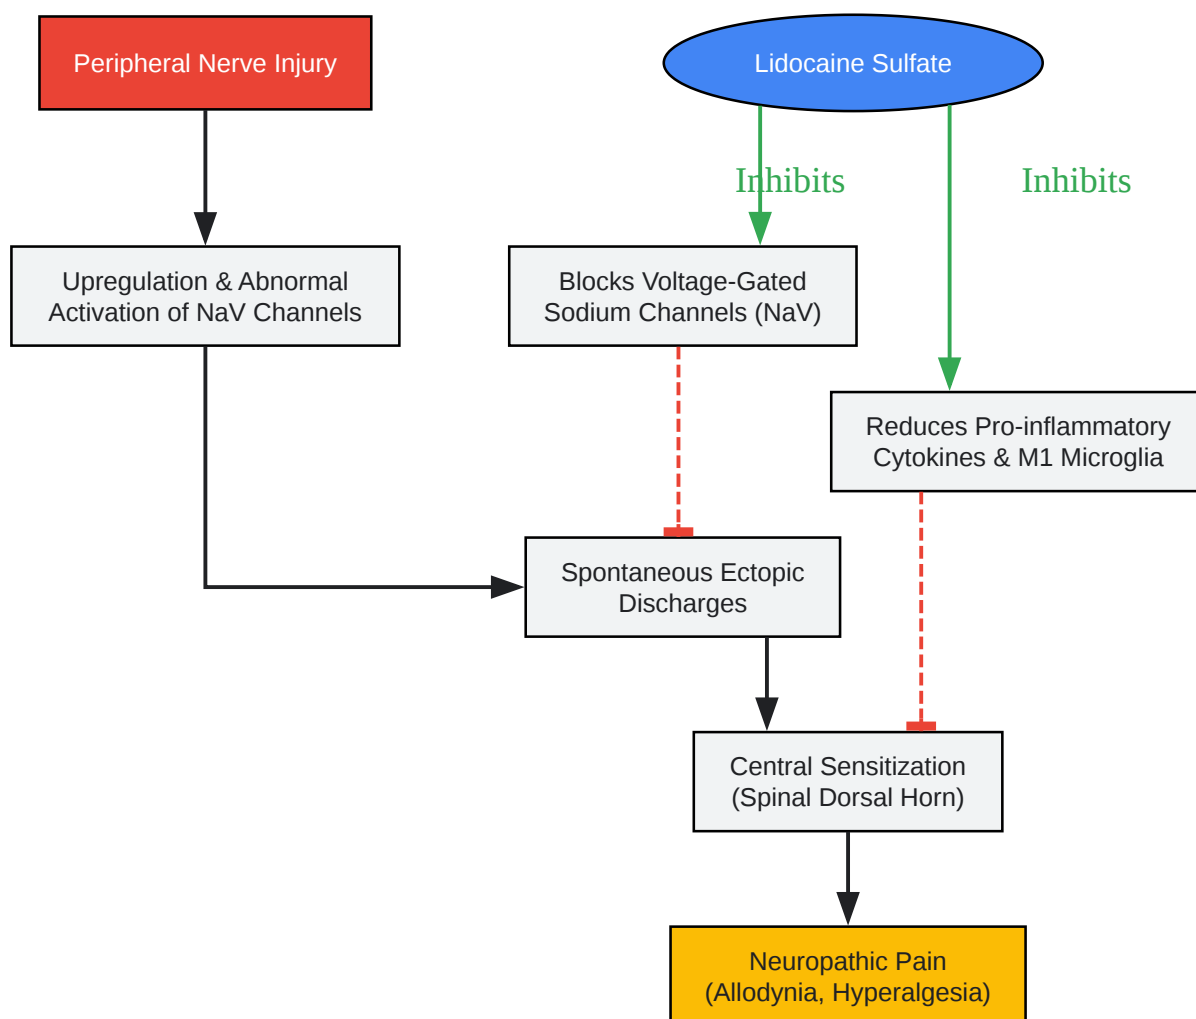 Peripheral Nerve Injury
Lidocaine Sulfate
Inhibits
Inhibits
Upregulation & Abnormal
Activation of NaV Channels
Blocks Voltage-Gated
Sodium Channels (NaV)
Reduces Pro-inflammatory
Cytokines & M1 Microglia
Spontaneous Ectopic
Discharges
Central Sensitization
(Spinal Dorsal Horn)
Neuropathic Pain
(Allodynia, Hyperalgesia)